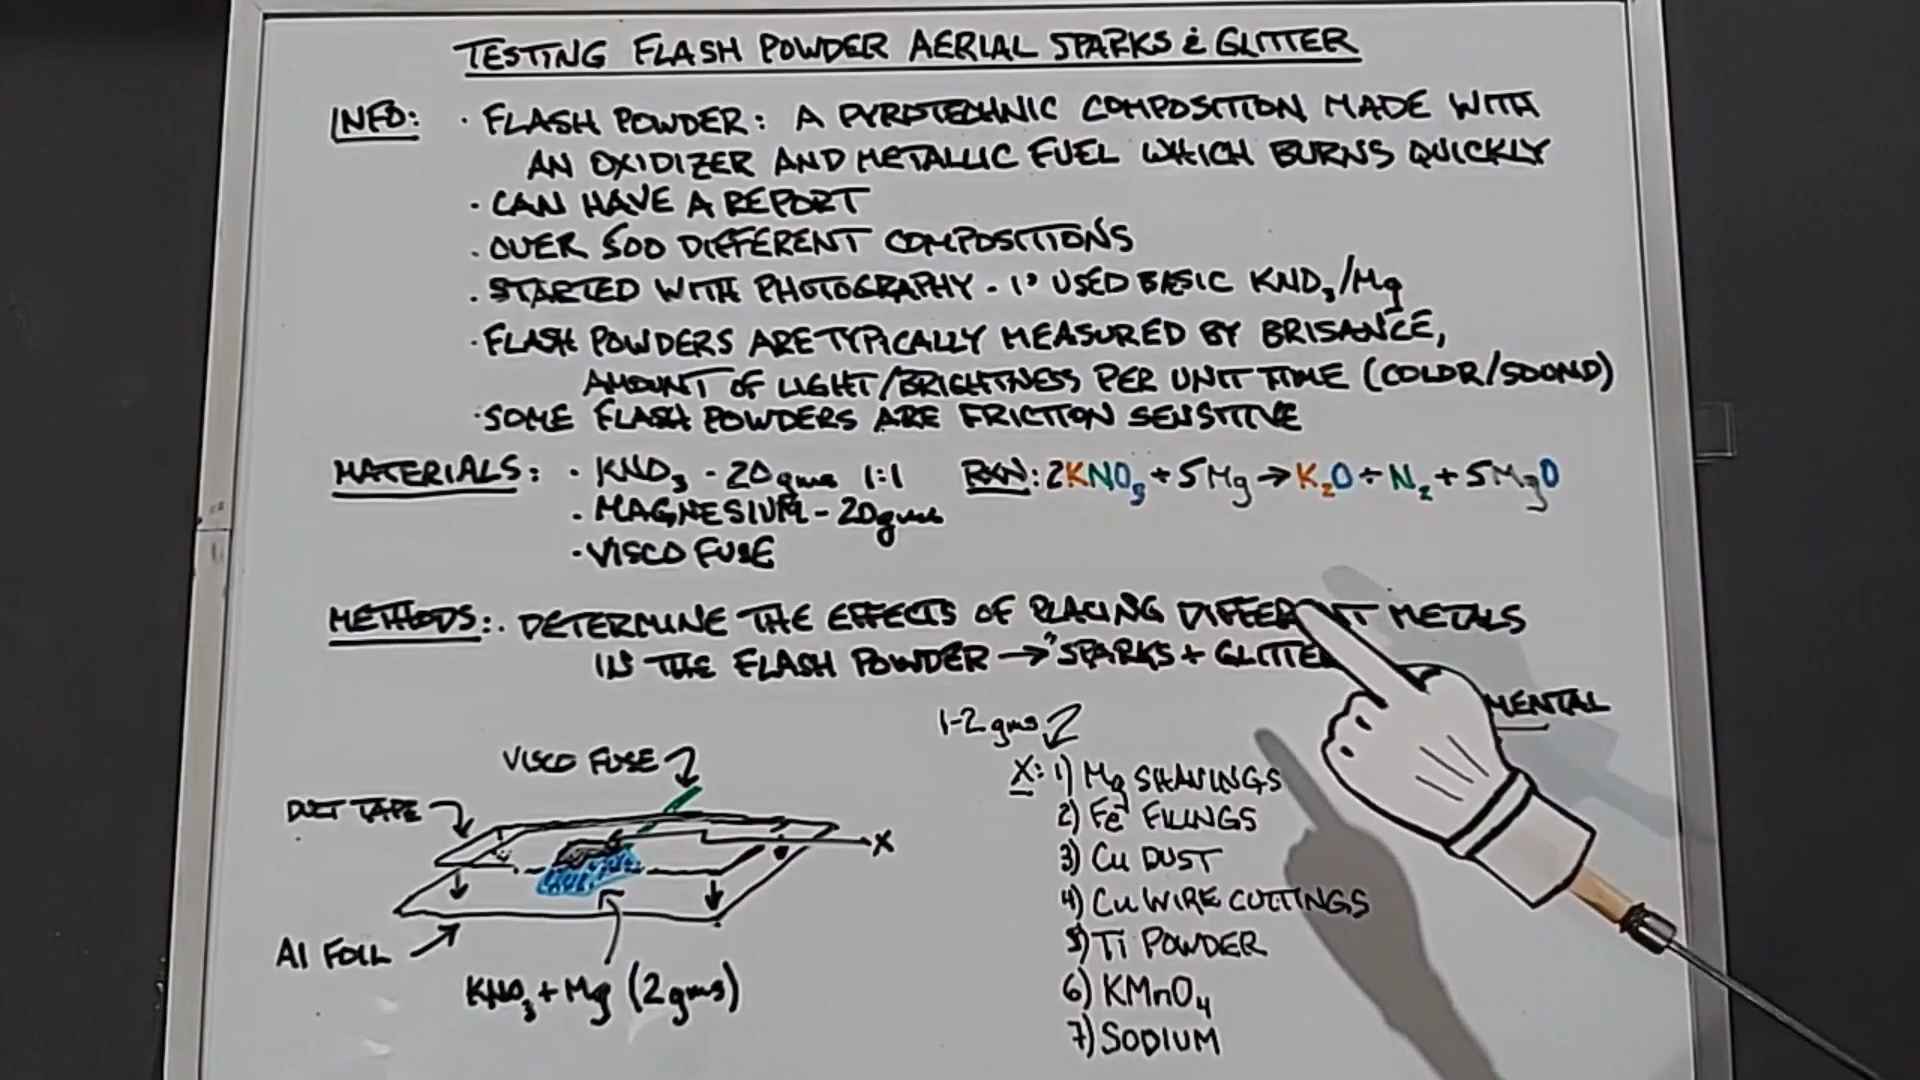 TESTING FLASH POWDER AERIAL SPARKS & GLITTER
INFO: · FLASH POWDER: A PYROTECHNIC COMPOSITION MADE WITH
AN OXIDIZER AND METALLIC FUEL WHICH BURNS QUICKLY
· CAN HAVE A REPORT
· OVER 500 DIFFERENT COMPOSITIONS
· STARTED WITH PHOTOGRAPHY - USED BASIC KNO₃/Mg
· FLASH POWDERS ARE TYPICALLY MEASURED BY BRISANCE,
AMOUNT OF LIGHT/BRIGHTNESS PER UNIT TIME (COLOR/SOUND)
· SOME FLASH POWDERS ARE FRICTION SENSITIVE
MATERIALS: · KNO₃ - 20gms 1:1 RXN: 2KNO₃ + 5Mg → K₂O + N₂ + 5MgO
· MAGNESIUM - 20gms
· VISCO FUSE
METHODS: · DETERMINE THE EFFECTS OF PLACING DIFFERENT METALS
IN THE FLASH POWDER → "SPARKS + GLITTER
MENTAL
1-2 gms
VISCO FUSE
DUCT TAPE
X
Al FOIL
KNO₃ + Mg (2gms)
X: 1) Mg SHAVINGS
2) Fe FILINGS
3) Cu DUST
4) Cu WIRE CUTTINGS
5) Ti POWDER
6) KMnO₄
7) SODIUM